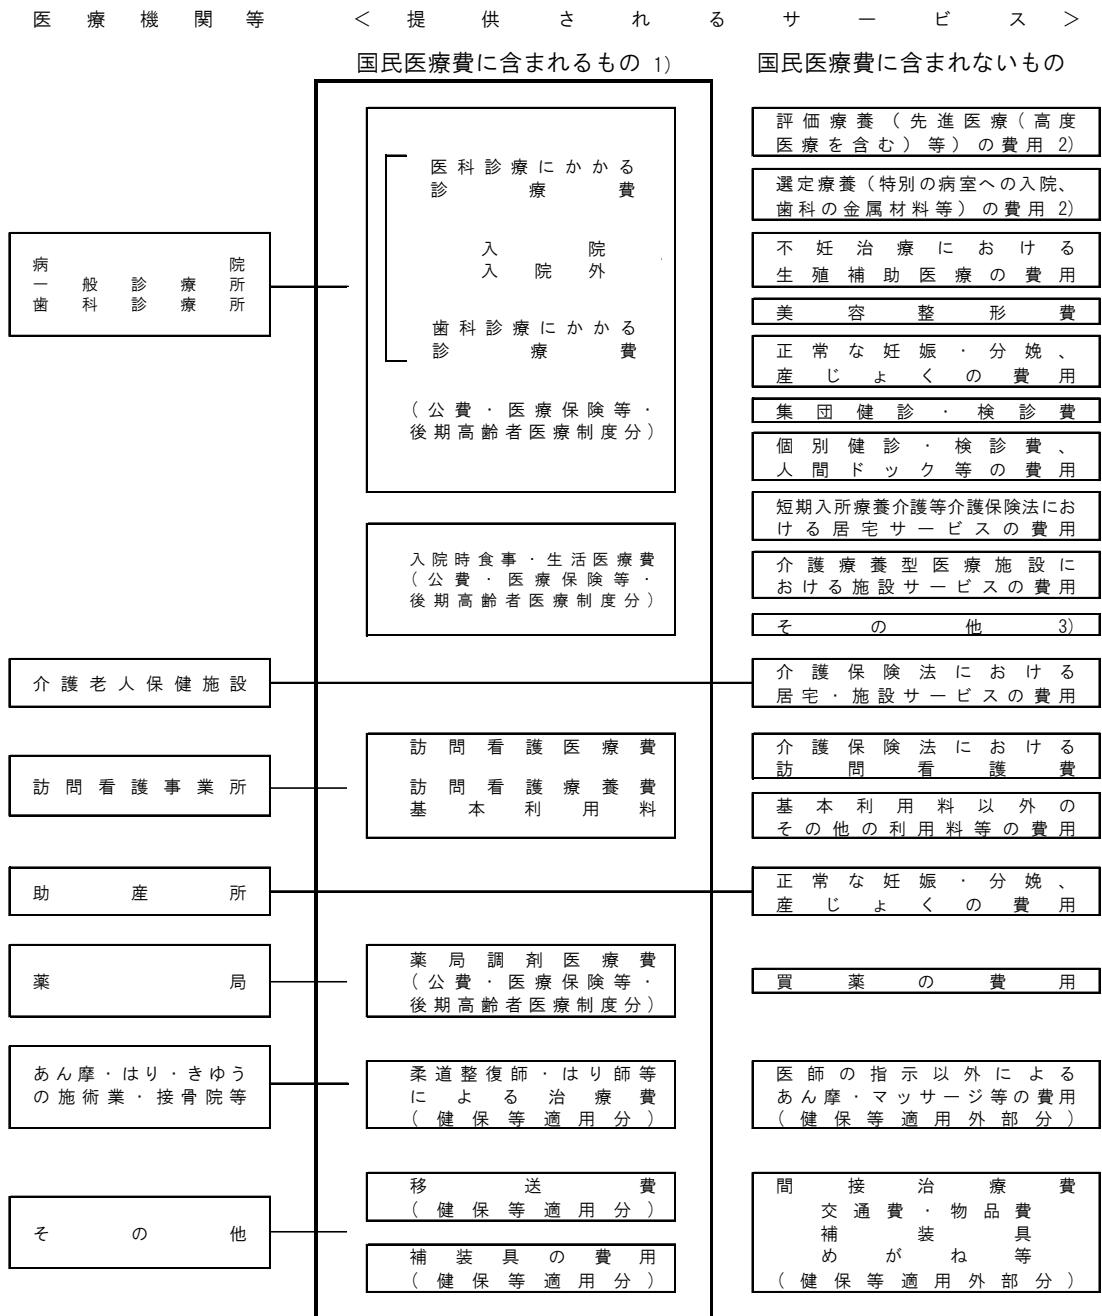 医療機関等
<提供されるサービス>
国民医療費に含まれるもの 1)
国民医療費に含まれないもの
病院
一般診療所
歯科診療所
医科診療にかかる
診療費
入院
入院外
歯科診療にかかる
診療費
(公費・医療保険等・
後期高齢者医療制度分)
入院時食事・生活医療費
(公費・医療保険等・
後期高齢者医療制度分)
評価療養(先進医療(高度
医療を含む)等)の費用 2)
選定療養(特別の病室への入院、
歯科の金属材料等)の費用 2)
不妊治療における
生殖補助医療の費用
美容整形費
正常な妊娠・分娩、
産じょくの費用
集団健診・検診費
個別健診・検診費、
人間ドック等の費用
短期入所療養介護等介護保険法にお
ける居宅サービスの費用
介護療養型医療施設に
おける施設サービスの費用
その他 3)
介護老人保健施設
介護保険法における
居宅・施設サービスの費用
訪問看護事業所
訪問看護医療費
訪問看護療養費
基本利用料
介護保険法における
訪問看護費
基本利用料以外の
その他の利用料等の費用
助産所
正常な妊娠・分娩、
産じょくの費用
薬局
薬局調剤医療費
(公費・医療保険等・
後期高齢者医療制度分)
買薬の費用
あん摩・はり・きゆう
の施術業・接骨院等
柔道整復師・はり師等
による治療費
(健保等適用分)
医師の指示以外による
あん摩・マッサージ等の費用
(健保等適用外部分)
その他
移送費
(健保等適用分)
補装具の費用
(健保等適用分)
間接治療費
交通費・物品費
補装具
めがね等
(健保等適用外部分)